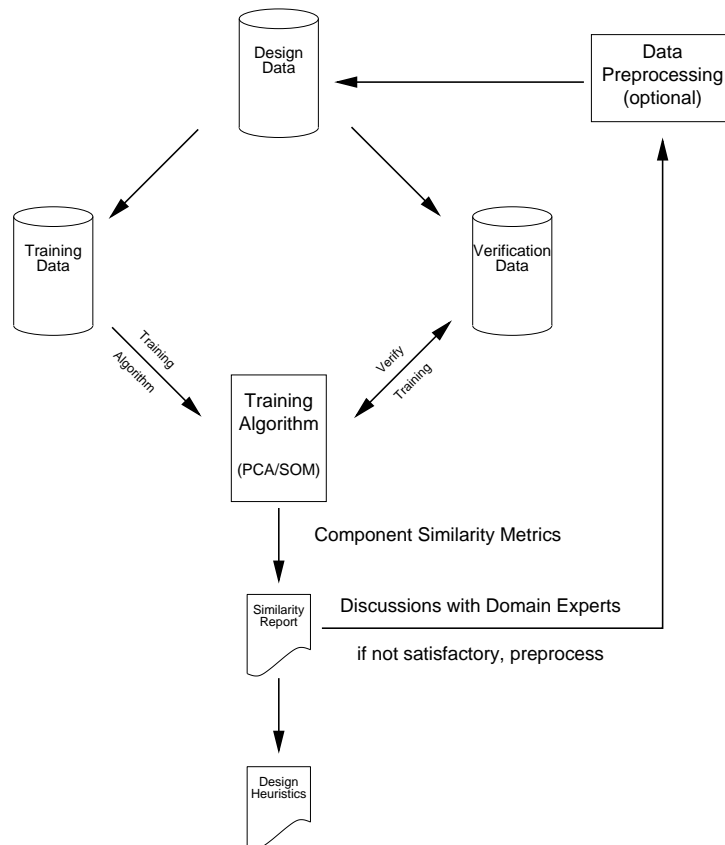 Design
Data
Data
Preprocessing
(optional)
Training
Data
Verification
Data
Training
Algorithm
Verify
Training
Training
Algorithm
(PCA/SOM)
Component Similarity Metrics
Similarity
Report
Discussions with Domain Experts
if not satisfactory, preprocess
Design
Heuristics